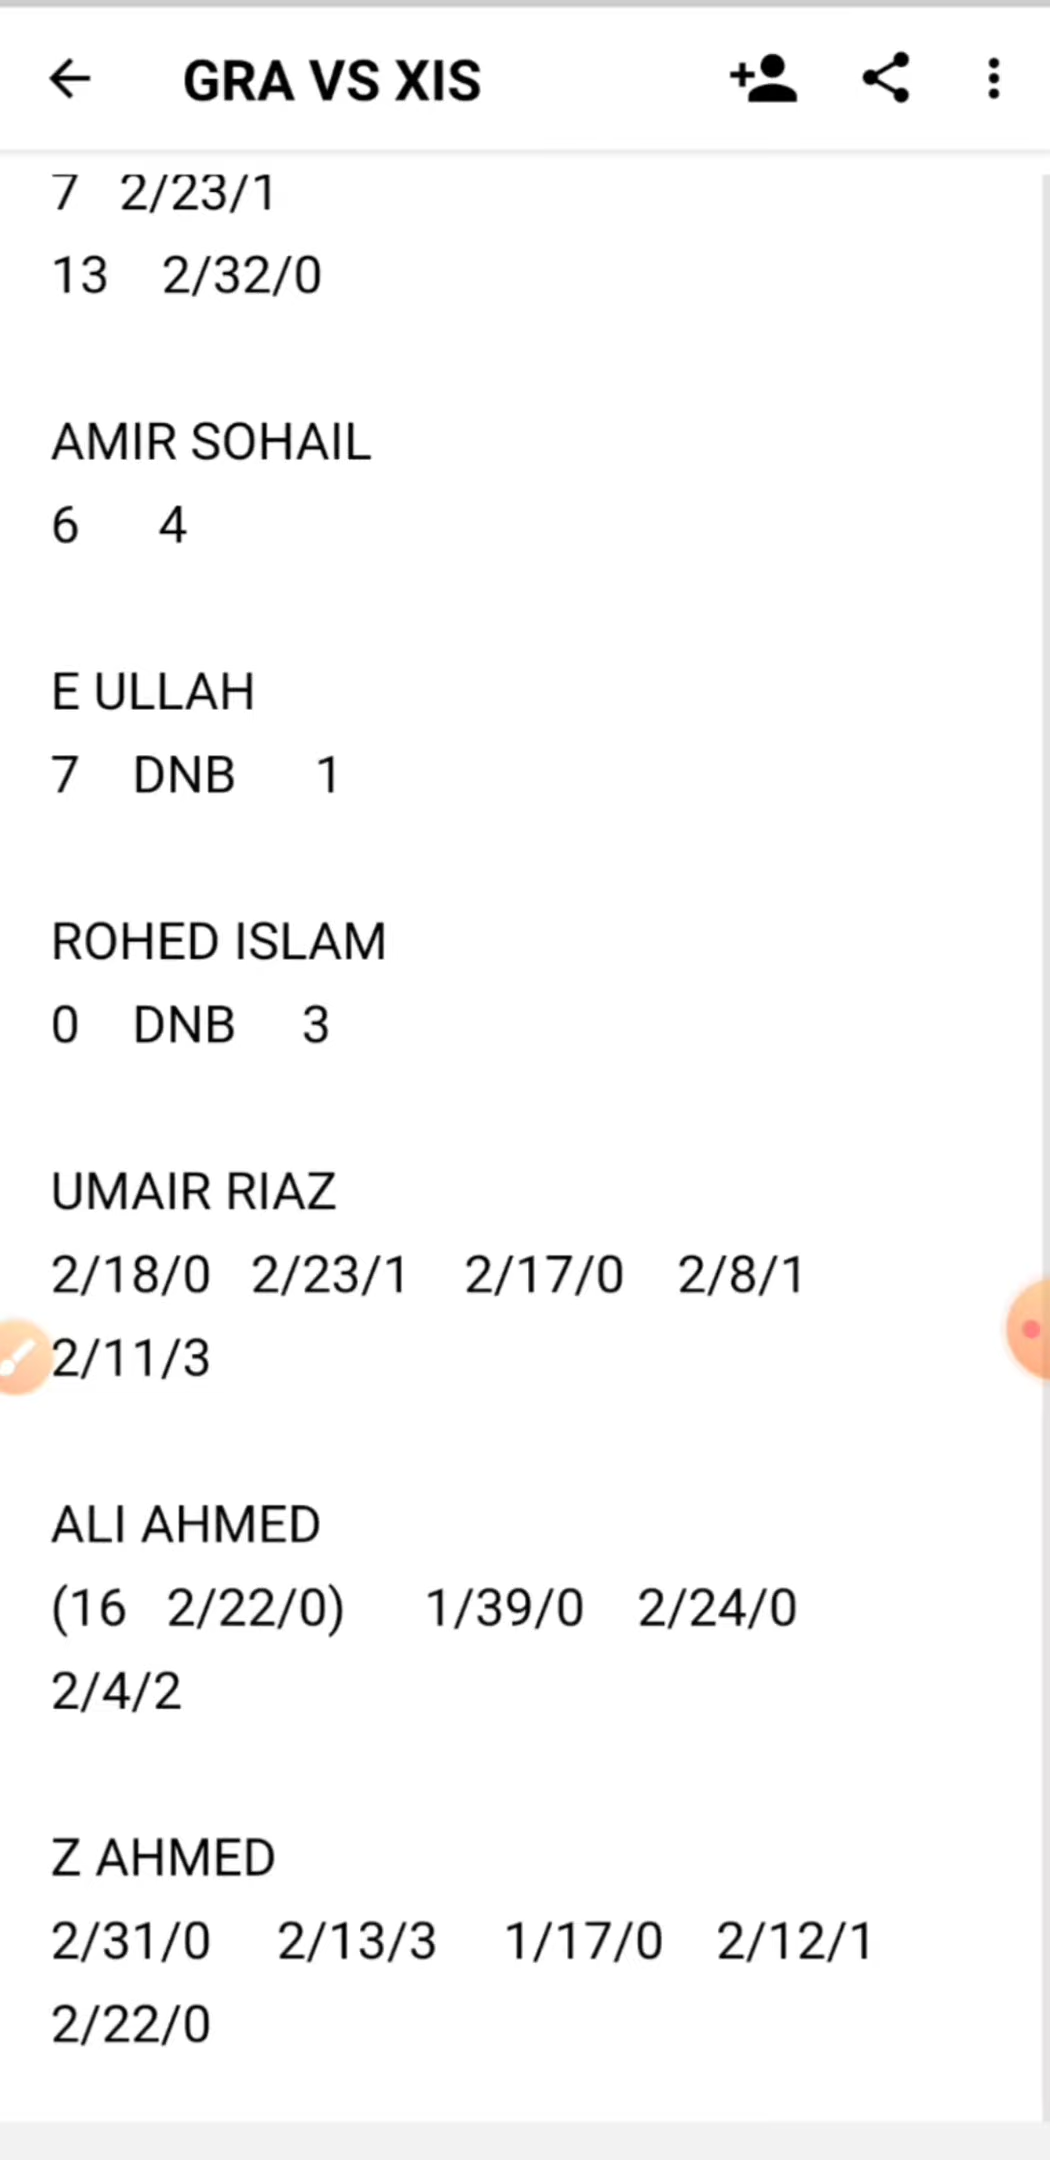 GRA VS XIS
7 2/23/1
13 2/32/0
AMIR SOHAIL
6 4
E ULLAH
7 DNB 1
ROHED ISLAM
0 DNB 3
UMAIR RIAZ
2/18/0 2/23/1 2/17/0 2/8/1
2/11/3
ALI AHMED
(16 2/22/0) 1/39/0 2/24/0
2/4/2
Z AHMED
2/31/0 2/13/3 1/17/0 2/12/1
2/22/0